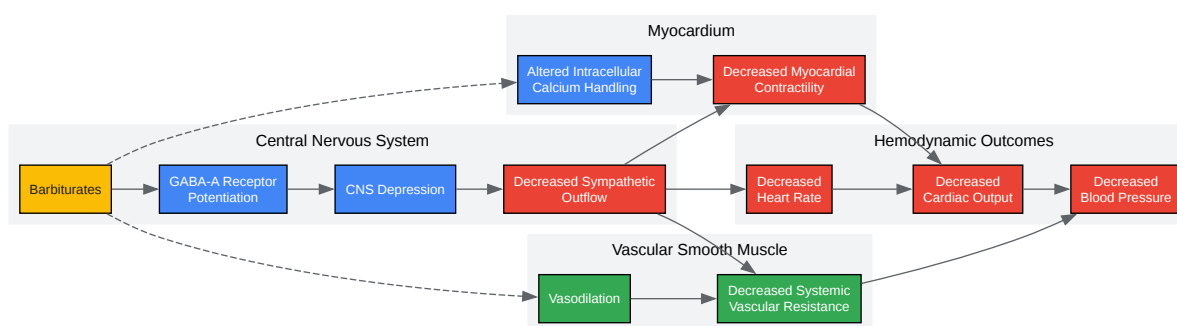 Myocardium
Altered Intracellular
Calcium Handling
Decreased Myocardial
Contractility
Central Nervous System
Barbiturates
GABA-A Receptor
Potentiation
CNS Depression
Decreased Sympathetic
Outflow
Hemodynamic Outcomes
Decreased
Heart Rate
Decreased
Cardiac Output
Decreased
Blood Pressure
Vascular Smooth Muscle
Vasodilation
Decreased Systemic
Vascular Resistance